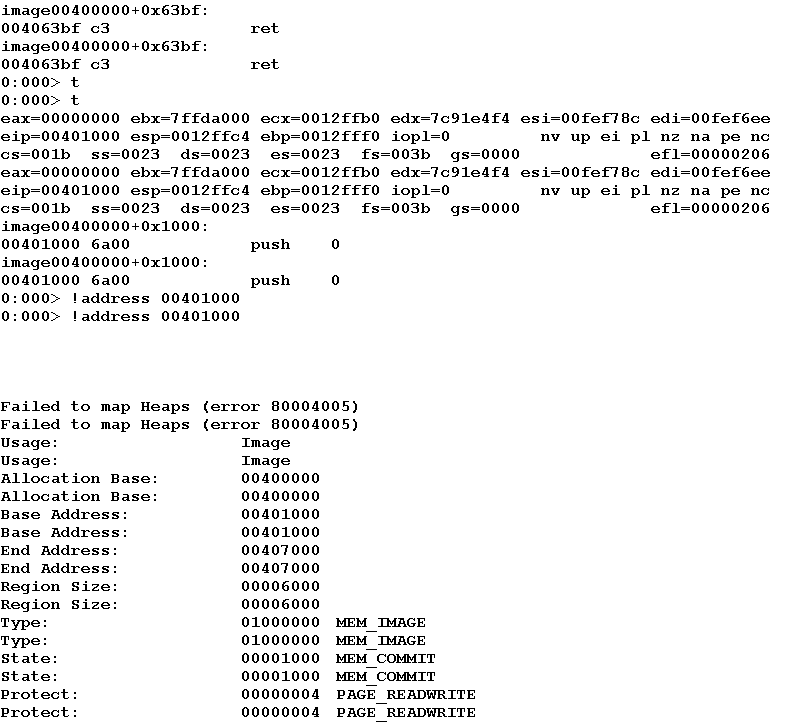 image00400000+0x63bf:
004063bf c3              ret
image00400000+0x63bf:
004063bf c3              ret
0:000> t
0:000> t
eax=00000000 ebx=7ffda000 ecx=0012ffb0 edx=7c91e4f4 esi=00fef78c edi=00fef6ee
eip=00401000 esp=0012ffc4 ebp=0012fff0 iopl=0         nv up ei pl nz na pe nc
cs=001b  ss=0023  ds=0023  es=0023  fs=003b  gs=0000             efl=00000206
eax=00000000 ebx=7ffda000 ecx=0012ffb0 edx=7c91e4f4 esi=00fef78c edi=00fef6ee
eip=00401000 esp=0012ffc4 ebp=0012fff0 iopl=0         nv up ei pl nz na pe nc
cs=001b  ss=0023  ds=0023  es=0023  fs=003b  gs=0000             efl=00000206
image00400000+0x1000:
00401000 6a00            push    0
image00400000+0x1000:
00401000 6a00            push    0
0:000> !address 00401000
0:000> !address 00401000
Failed to map Heaps (error 80004005)
Failed to map Heaps (error 80004005)
Usage:                  Image
Usage:                  Image
Allocation Base:        00400000
Allocation Base:        00400000
Base Address:           00401000
Base Address:           00401000
End Address:            00407000
End Address:            00407000
Region Size:            00006000
Region Size:            00006000
Type:                   01000000 MEM_IMAGE
Type:                   01000000 MEM_IMAGE
State:                  00001000 MEM_COMMIT
State:                  00001000 MEM_COMMIT
Protect:                00000004 PAGE_READWRITE
Protect:                00000004 PAGE_READWRITE